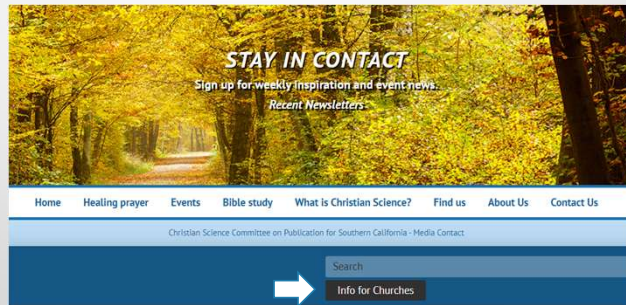 STAY IN CONTACT
Sign up for weekly inspiration and event news.
Recent Newsletters
Home Healing prayer Events Bible study What is Christian Science? Find us About Us Contact Us
Christian Science Committee on Publication for Southern California - Media Contact
Search
Info for Churches